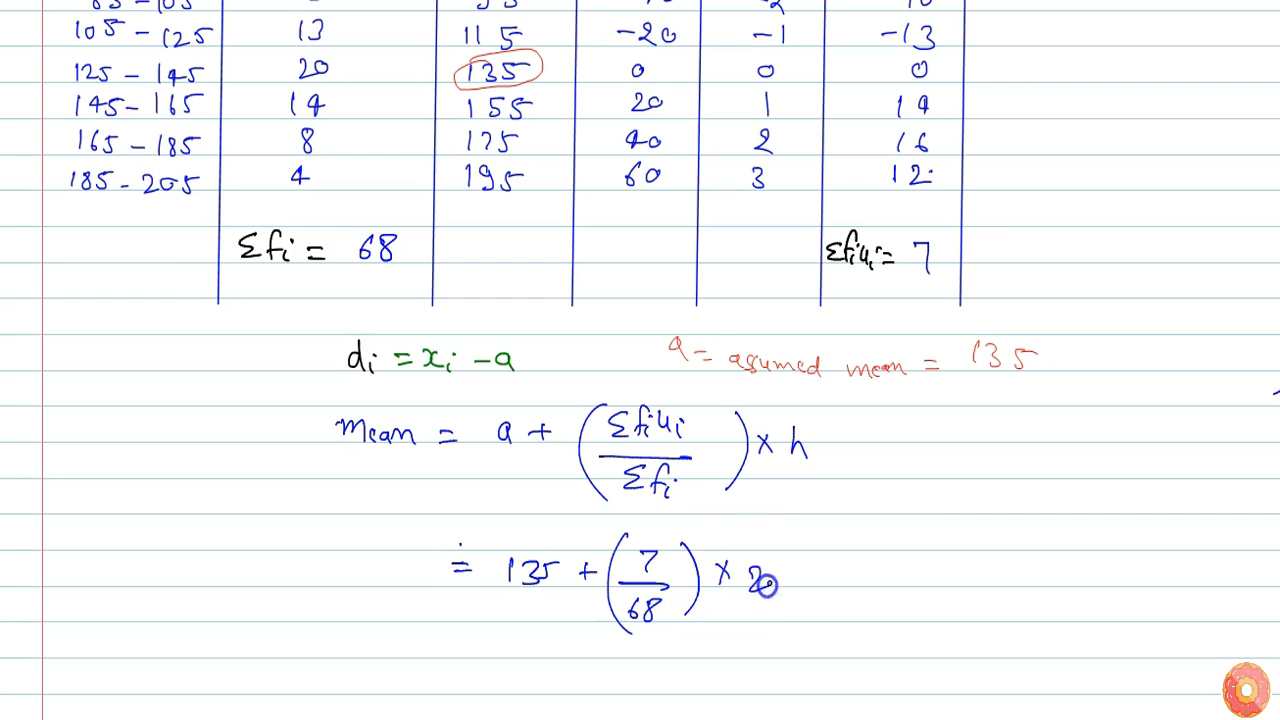 105 - 125 13 115 -20 -1 -13
125 - 145 20 135 0 0 0
145 - 165 14 155 20 1 14
165 - 185 8 175 40 2 16
185 - 205 4 195 60 3 12
Σfi = 68 Σfiui = 7
di = xi - a a = asumed mean = 135
mean = a + (Σfiui / Σfi) × h
= 135 + (7 / 68) × 20